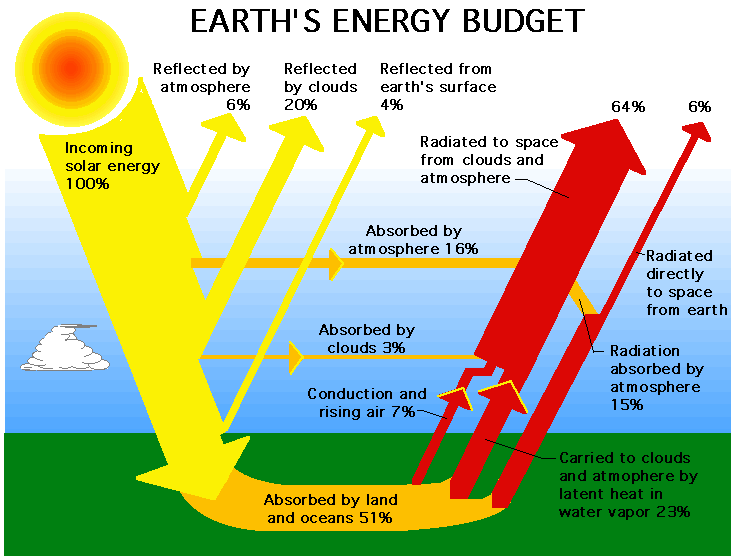 EARTH'S ENERGY BUDGET
Reflected by
atmosphere
6%
Reflected
by clouds
20%
Reflected from
earth's surface
4%
64%
6%
Incoming
solar energy
100%
Radiated to space
from clouds and
atmosphere
Absorbed by
atmosphere 16%
Radiated
directly
to space
from earth
Absorbed by
clouds 3%
Radiation
absorbed by
atmosphere
15%
Conduction and
rising air 7%
Carried to clouds
and atmophere by
latent heat in
water vapor 23%
Absorbed by land
and oceans 51%